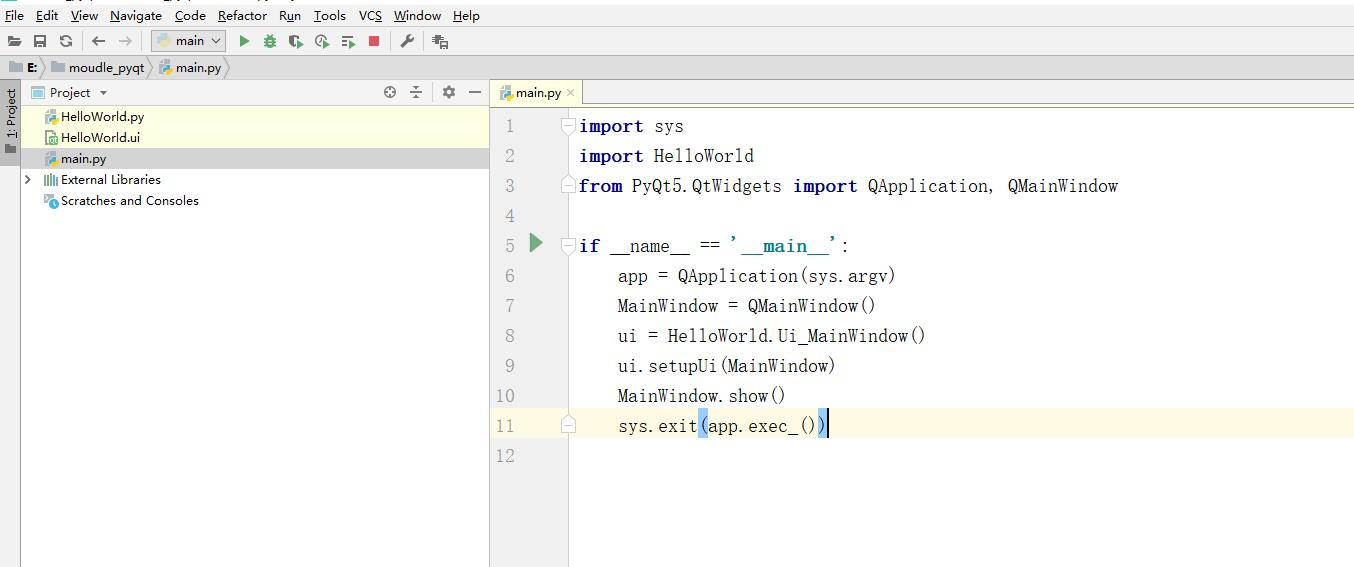 File Edit View Navigate Code Refactor Run Tools VCS Window Help
main
E: moudle_pyqt main.py
1: Project
Project
HelloWorld.py
HelloWorld.ui
main.py
External Libraries
Scratches and Consoles
main.py
1 import sys
2 import HelloWorld
3 from PyQt5.QtWidgets import QApplication, QMainWindow
4
5 if __name__ == '__main__':
6 app = QApplication(sys.argv)
7 MainWindow = QMainWindow()
8 ui = HelloWorld.Ui_MainWindow()
9 ui.setupUi(MainWindow)
10 MainWindow.show()
11 sys.exit(app.exec_())
12